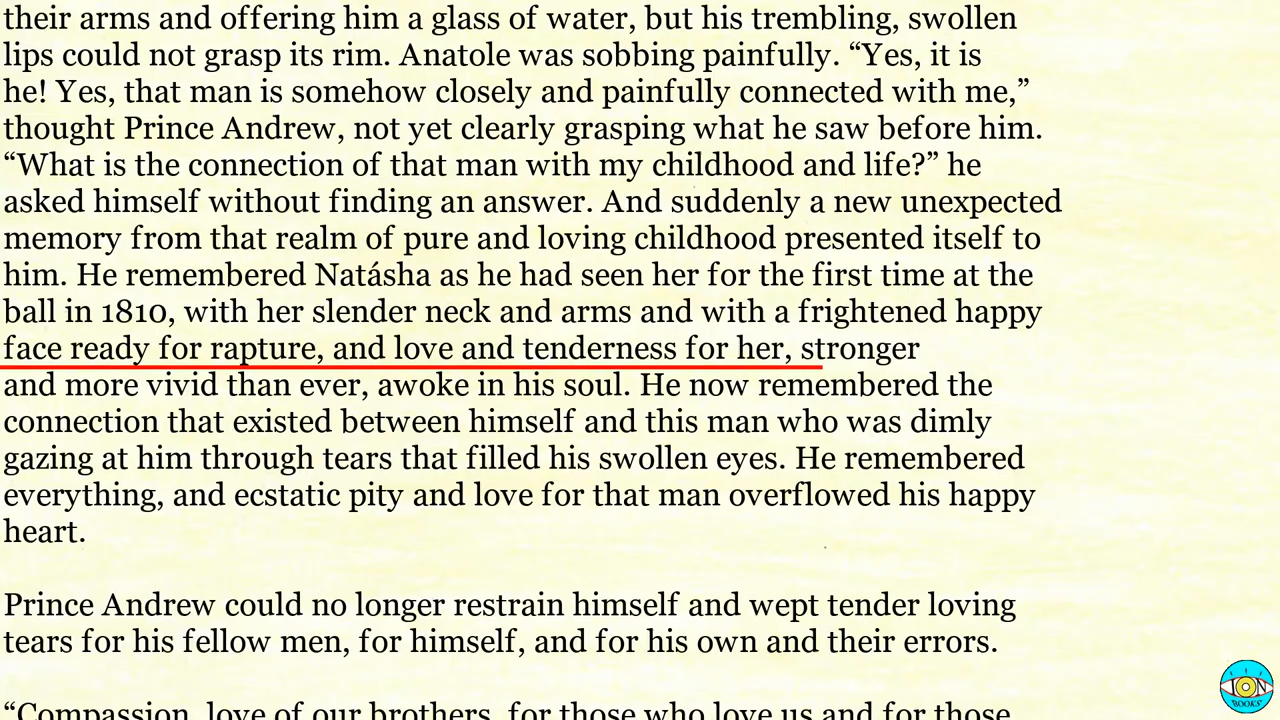 their arms and offering him a glass of water, but his trembling, swollen
lips could not grasp its rim. Anatole was sobbing painfully. “Yes, it is
he! Yes, that man is somehow closely and painfully connected with me,”
thought Prince Andrew, not yet clearly grasping what he saw before him.
“What is the connection of that man with my childhood and life?” he
asked himself without finding an answer. And suddenly a new unexpected
memory from that realm of pure and loving childhood presented itself to
him. He remembered Natásha as he had seen her for the first time at the
ball in 1810, with her slender neck and arms and with a frightened happy
face ready for rapture, and love and tenderness for her, stronger
and more vivid than ever, awoke in his soul. He now remembered the
connection that existed between himself and this man who was dimly
gazing at him through tears that filled his swollen eyes. He remembered
everything, and ecstatic pity and love for that man overflowed his happy
heart.
Prince Andrew could no longer restrain himself and wept tender loving
tears for his fellow men, for himself, and for his own and their errors.
“Compassion, love of our brothers, for those who love us and for those
ION
BOOKS